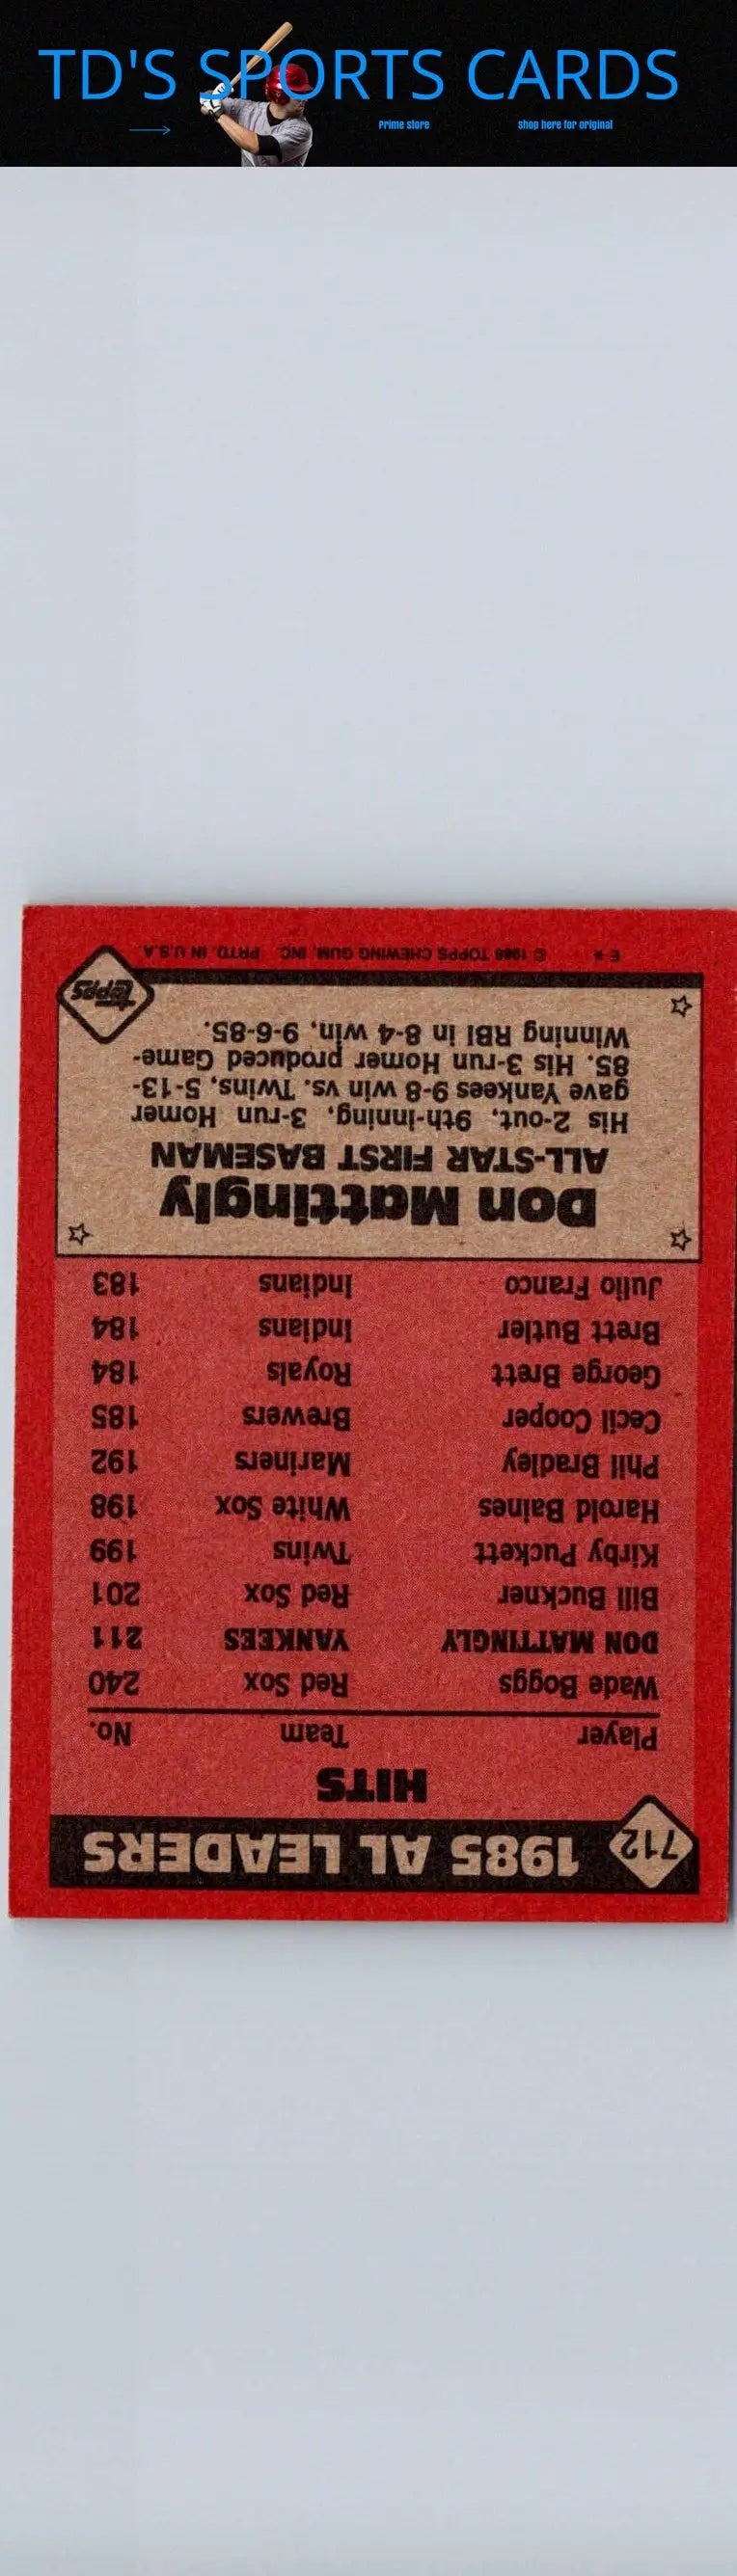 TD'S SPORTS CARDS
Prime store
shop here for original
712
1985 AL LEADERS
HITS
Player Team No.
Wade Boggs Red Sox 240
DON MATTINGLY YANKEES 211
Bill Buckner Red Sox 201
Kirby Puckett Twins 199
Harold Baines White Sox 198
Phil Bradley Mariners 192
Cecil Cooper Brewers 185
George Brett Royals 184
Brett Butler Indians 184
Julio Franco Indians 183
Don Mattingly
ALL-STAR FIRST BASEMAN
His 2-out, 9th-inning, 3-run Homer
gave Yankees 9-8 win vs. Twins, 5-13-
85. His 3-run Homer produced Game-
Winning RBI in 8-4 win, 9-6-85.
topps
E * © 1986 TOPPS CHEWING GUM, INC. PRTD. IN U.S.A